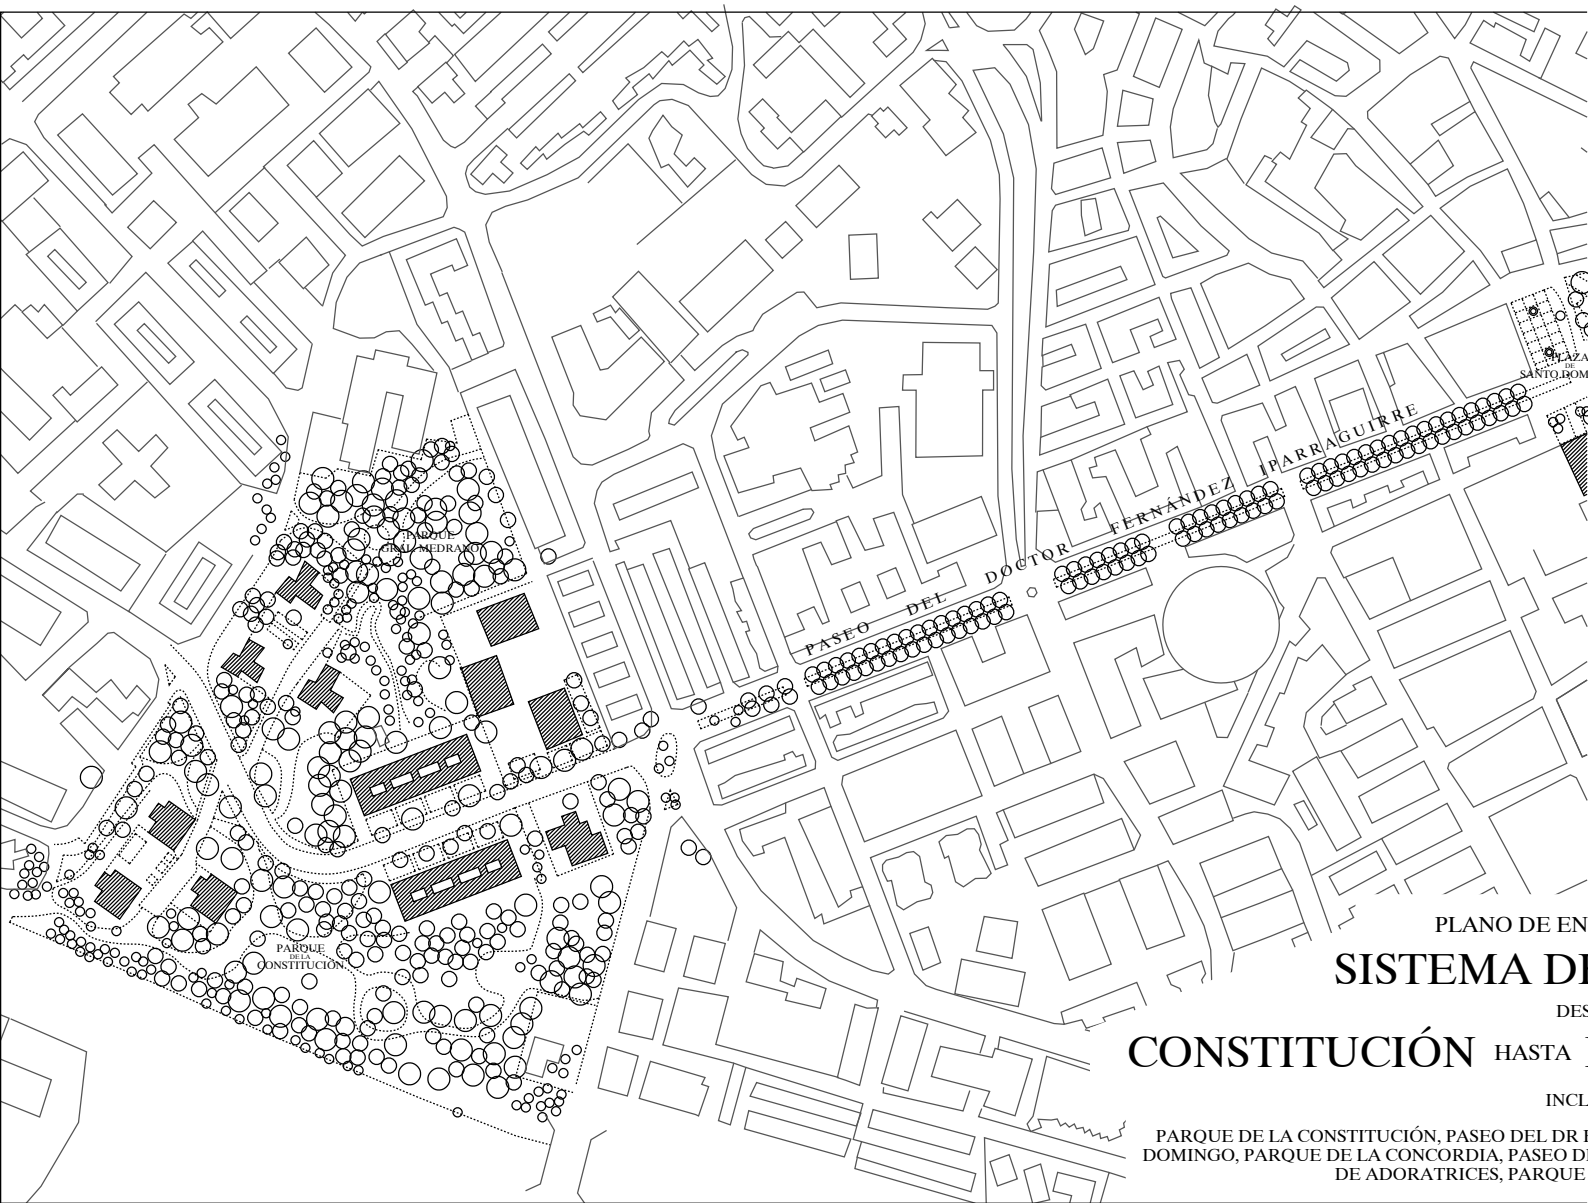 PLAZA
DE
SANTO DOM
PASEO DEL DOCTOR FERNÁNDEZ IPARRAGUIRRE
PARQUE
GRAL. MEDRANO
PARQUE
DE LA
CONSTITUCIÓN
PLANO DE EN
SISTEMA DE
DES
CONSTITUCIÓN HASTA
INCL
PARQUE DE LA CONSTITUCIÓN, PASEO DEL DR
DOMINGO, PARQUE DE LA CONCORDIA, PASEO DE
DE ADORATRICES, PARQUE